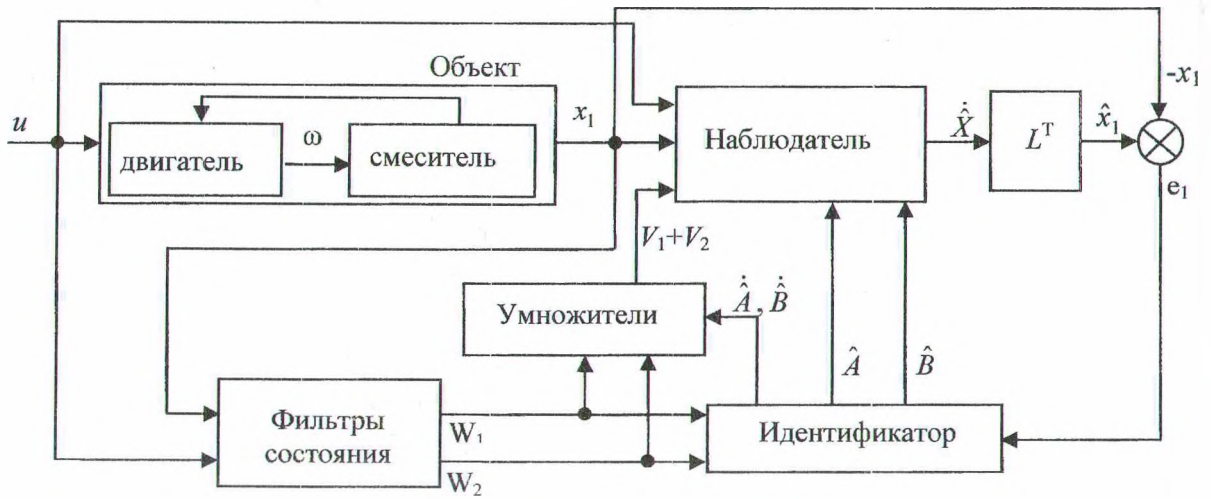 Объект
-x₁
u
x₁
ω
двигатель
смеситель
Наблюдатель
Ẋ̂
Lᵀ
x̂₁
e₁
V₁+V₂
Умножители
Â̇, B̂̇
Â
B̂
Фильтры
состояния
W₁
W₂
Идентификатор